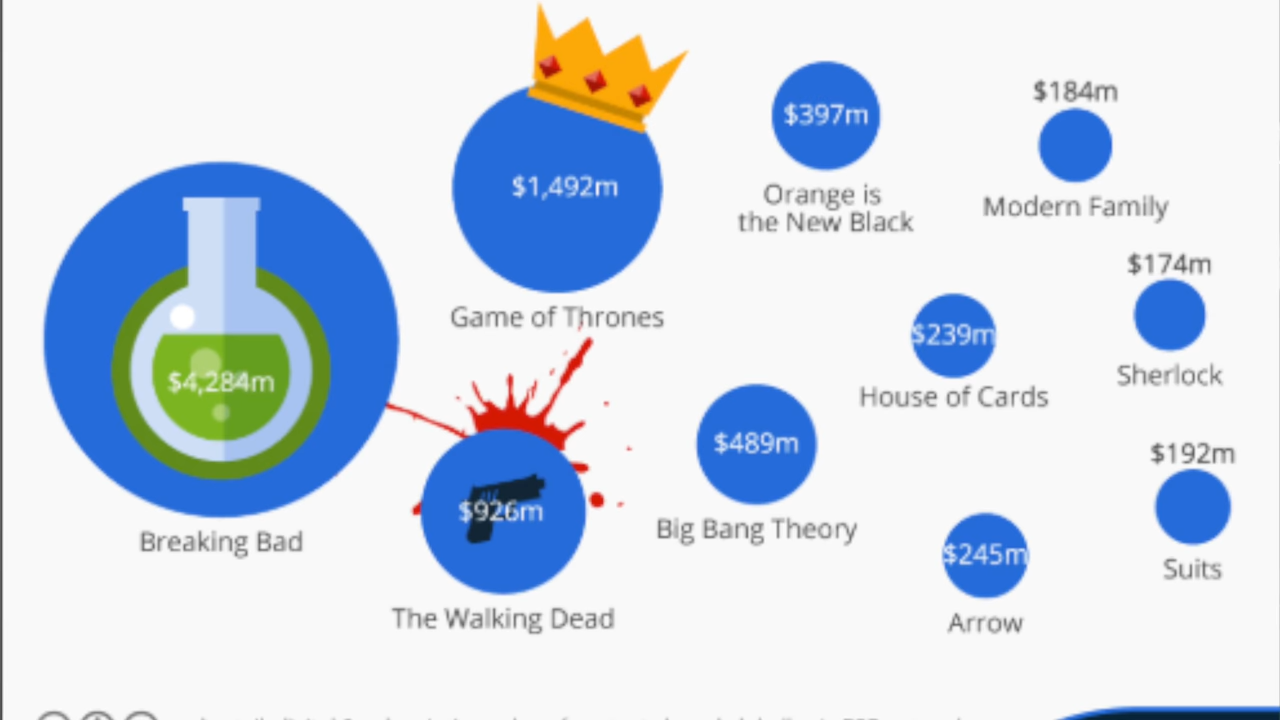 $4,284m
Breaking Bad
$1,492m
Game of Thrones
$926m
The Walking Dead
$397m
Orange is
the New Black
$489m
Big Bang Theory
$184m
Modern Family
$239m
House of Cards
$174m
Sherlock
$245m
Arrow
$192m
Suits